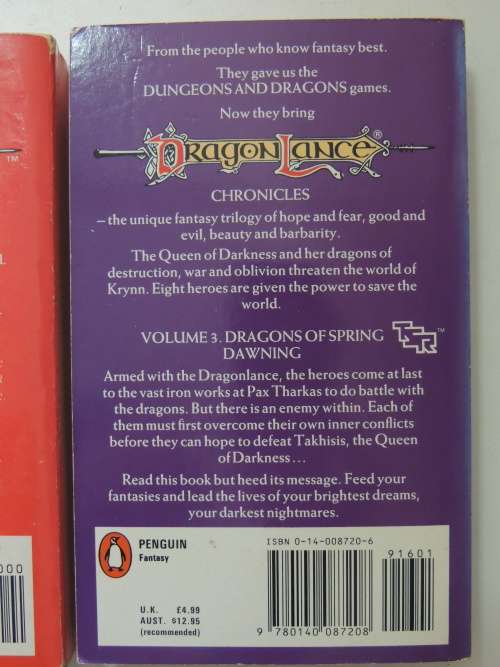 From the people who know fantasy best.
They gave us the
DUNGEONS AND DRAGONS games.
Now they bring
DRAGONLANCE®
CHRONICLES
– the unique fantasy trilogy of hope and fear, good and
evil, beauty and barbarity.
The Queen of Darkness and her dragons of
destruction, war and oblivion threaten the world of
Krynn. Eight heroes are given the power to save the
world.
VOLUME 3. DRAGONS OF SPRING
DAWNING
TSR™
Armed with the Dragonlance, the heroes come at last
to the vast iron works at Pax Tharkas to do battle with
the dragons. But there is an enemy within. Each of
them must first overcome their own inner conflicts
before they can hope to defeat Takhisis, the Queen
of Darkness...
Read this book but heed its message. Feed your
fantasies and lead the lives of your brightest dreams,
your darkest nightmares.
PENGUIN
Fantasy
U.K. £4.99
AUST. $12.95
(recommended)
ISBN 0-14-008720-6
91601
9 780140 087208
TM
000